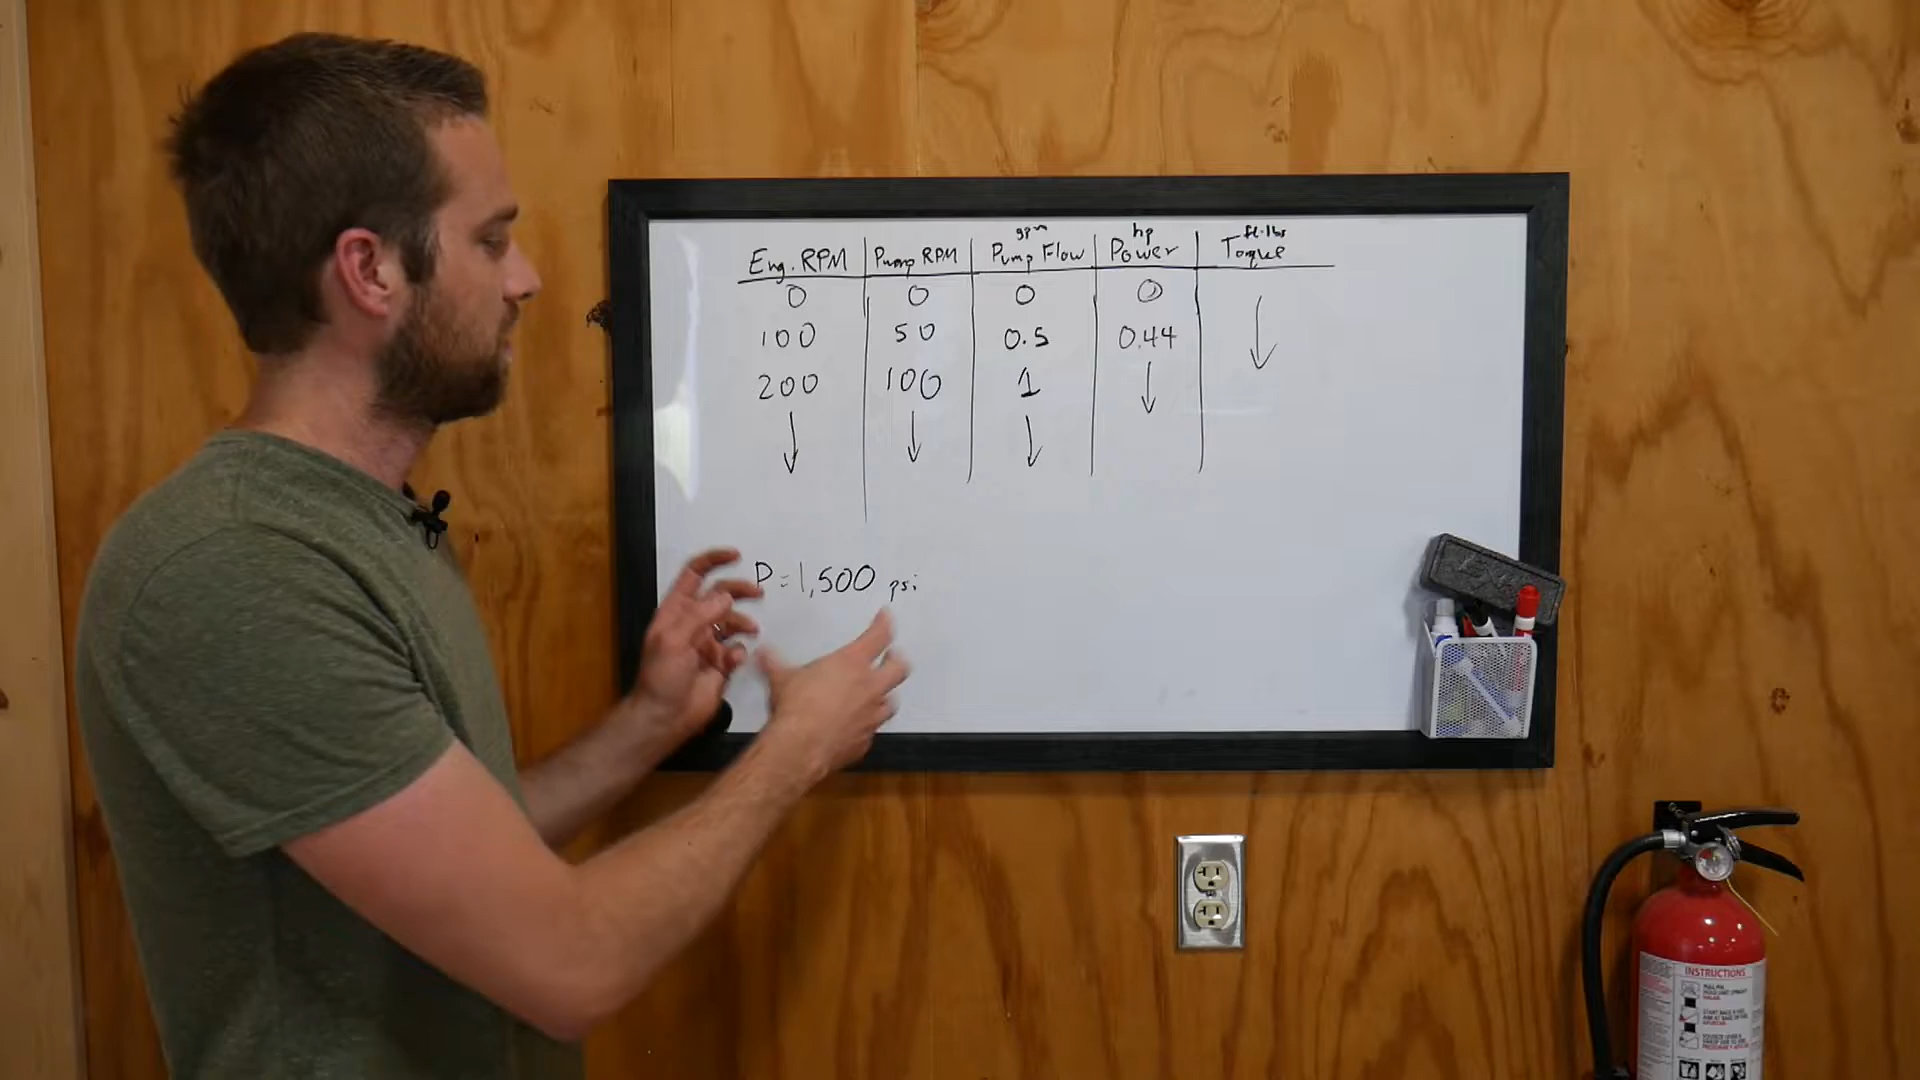 Eng. RPM Pump RPM gpm Pump Flow hp Power ft·lbs Torque
0 0 0 0
100 50 0.5 0.44
200 100 1
P = 1,500 psi
INSTRUCTIONS